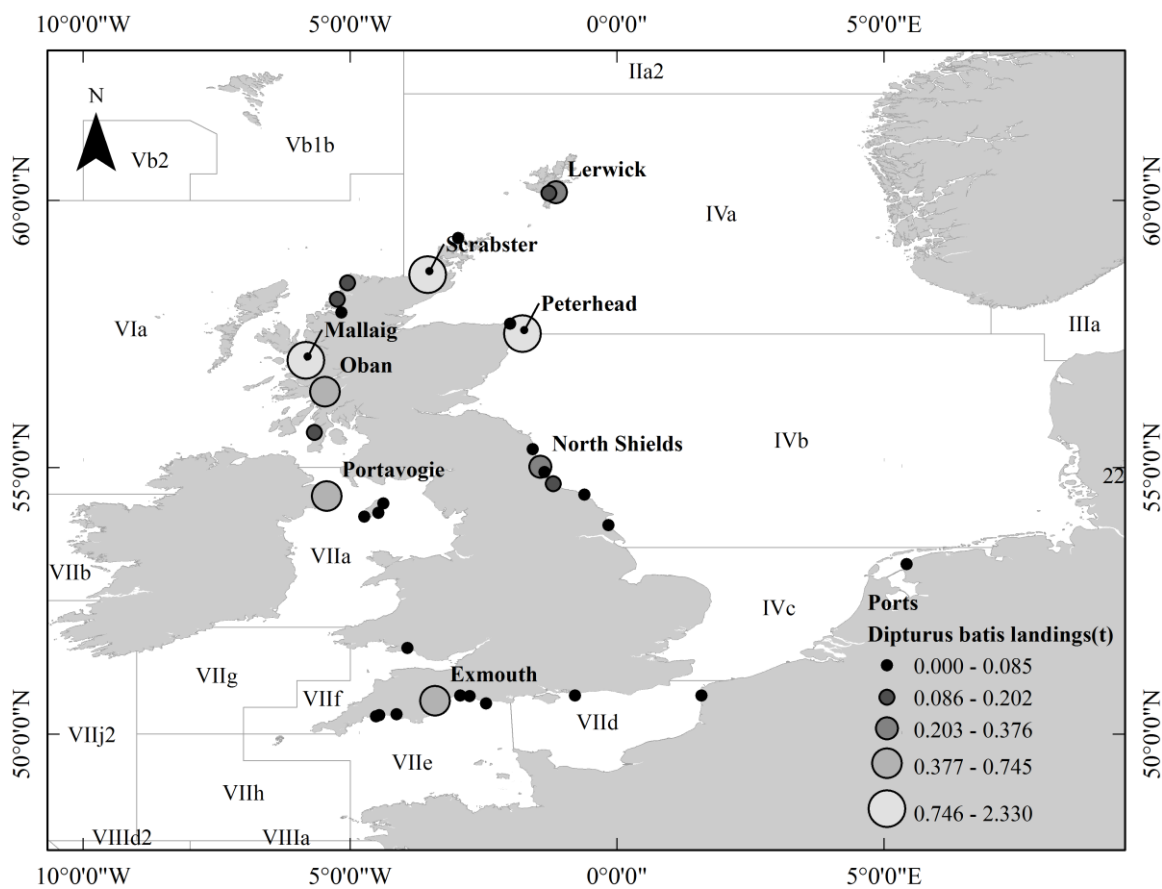 10°0'0"W 5°0'0"W 0°0'0" 5°0'0"E
IIa2
N
Vb1b
Vb2
60°0'0"N
60°0'0"N
Lerwick
IVa
Scrabster
Peterhead
VIa
IIIa
Mallaig
Oban
North Shields
IVb
55°0'0"N
55°0'0"N
Portavogie
22
VIIa
VIIb
IVc
Ports
Dipturus batis landings(t)
0.000 - 0.085
0.086 - 0.202
0.203 - 0.376
0.377 - 0.745
0.746 - 2.330
VIIg
Exmouth
VIIf
VIId
50°0'0"N
50°0'0"N
VIIj2
VIIe
VIIh
VIIId2
VIIIa
10°0'0"W 5°0'0"W 0°0'0" 5°0'0"E